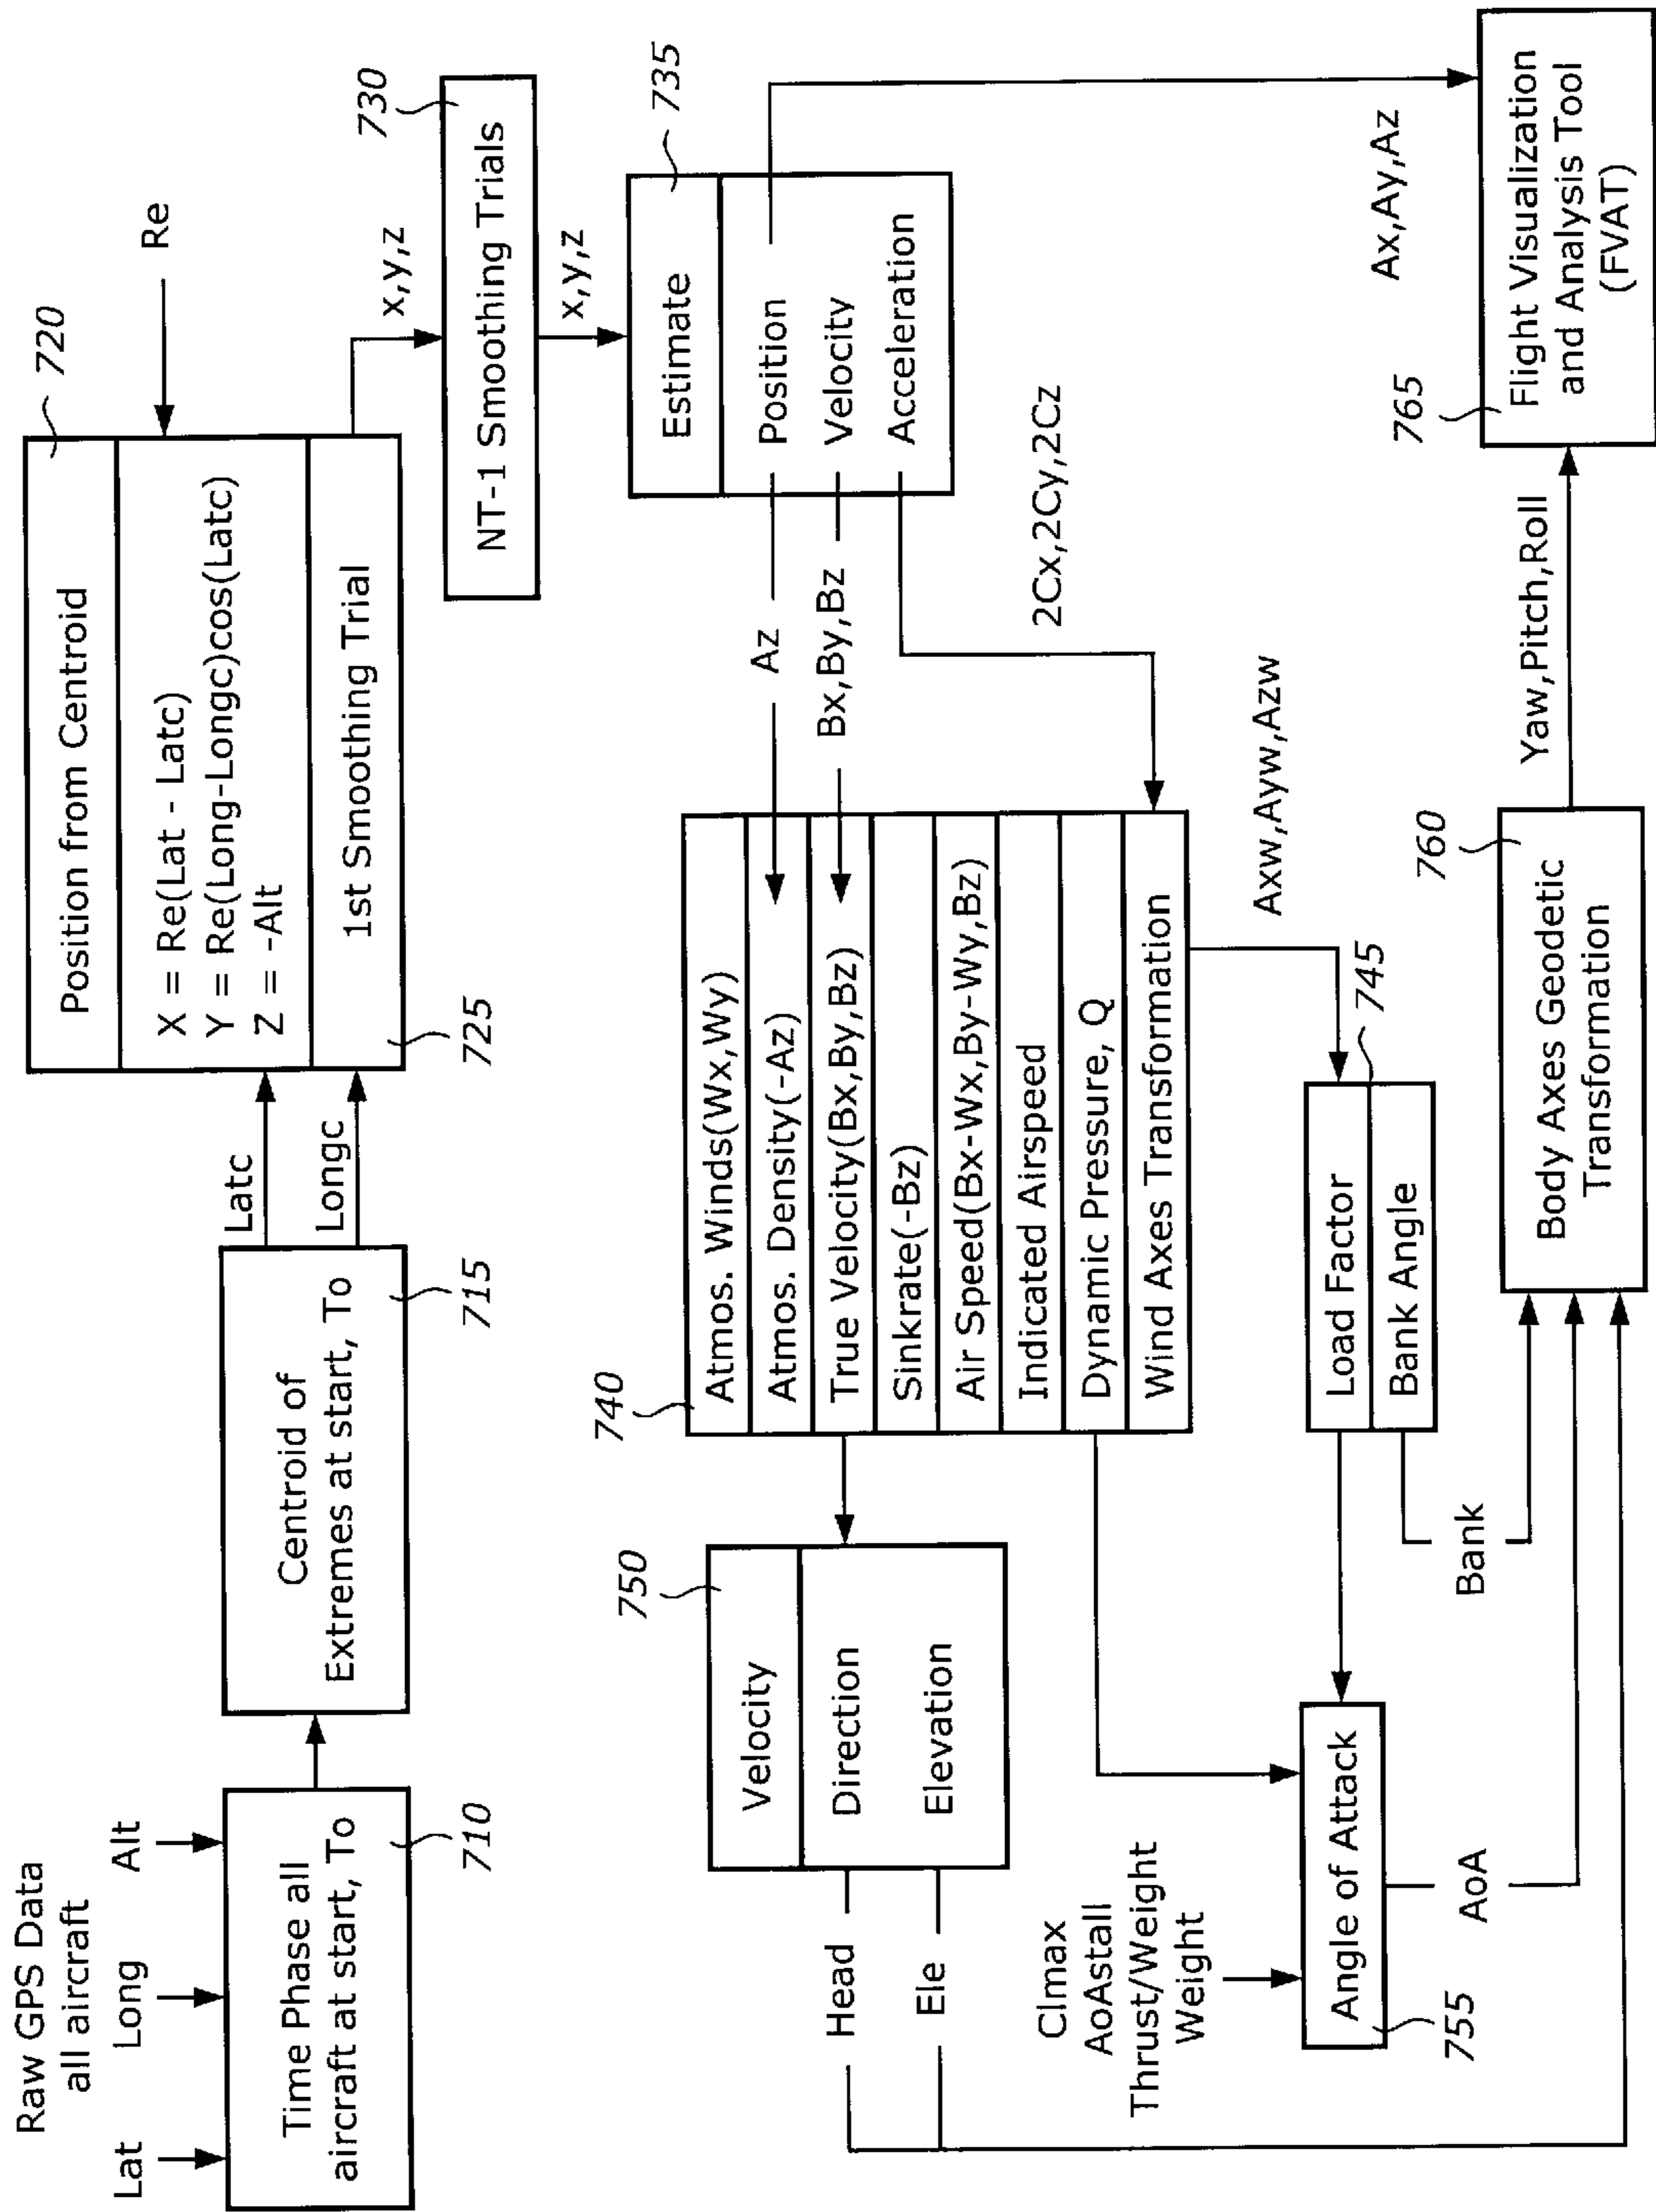 Raw GPS Data
all aircraft
Lat
Long
Alt
Time Phase all
aircraft at start, To
710
Centroid of
Extremes at start, To
715
Latc
Longc
Position from Centroid
720
X = Re(Lat - Latc)
Y = Re(Long-Longc)cos(Latc)
Z = -Alt
1st Smoothing Trial
725
Re
x,y,z
730
NT-1 Smoothing Trials
x,y,z
735
Estimate
Position
Velocity
Acceleration
Az
Bx,By,Bz
2Cx,2Cy,2Cz
Ax,Ay,Az
740
Atmos. Winds(Wx,Wy)
Atmos. Density(-Az)
True Velocity(Bx,By,Bz)
Sinkrate(-Bz)
Air Speed(Bx-Wx,By-Wy,Bz)
Indicated Airspeed
Dynamic Pressure, Q
Wind Axes Transformation
Axw,Ayw,Azw
745
Load Factor
Bank Angle
Bank
750
Velocity
Direction
Elevation
Head
Ele
Clmax
AoAstall
Thrust/Weight
Weight
Angle of Attack
755
AoA
760
Body Axes Geodetic
Transformation
Yaw,Pitch,Roll
765
Flight Visualization
and Analysis Tool
(FVAT)